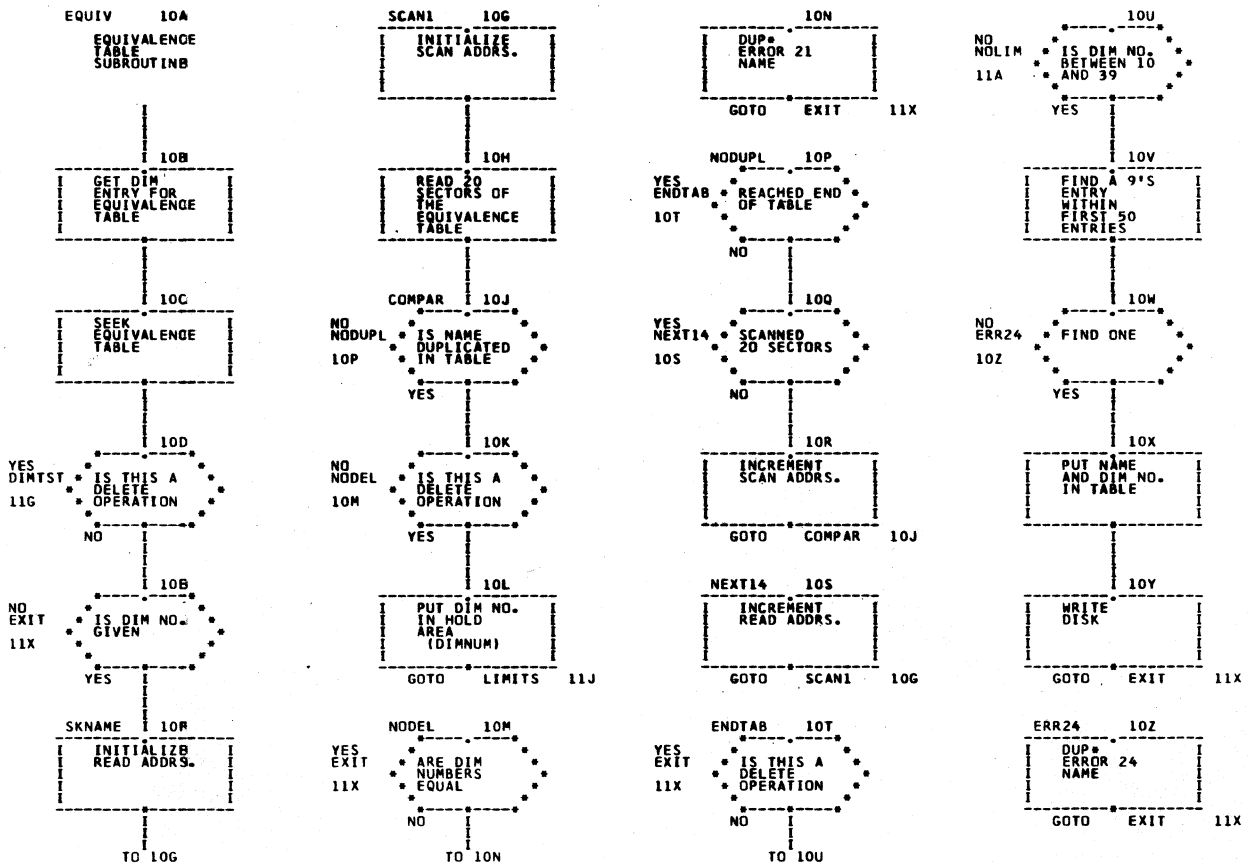 EQUIV 10A
EQUIVALENCE
TABLE
SUBROUTINB
10B
GET DIM
ENTRY FOR
EQUIVALENCE
TABLE
10C
SEEK
EQUIVALENCE
TABLE
10D
YES
DIMTST
11G
IS THIS A
DELETE
OPERATION
NO
10B
NO
EXIT
11X
IS DIM NO.
GIVEN
YES
SKNAME 10F
INITIALIZB
READ ADDRS.
TO 10G
SCAN1 10G
INITIALIZE
SCAN ADDRS.
10H
READ 20
SECTORS OF
THE
EQUIVALENCE
TABLE
COMPAR 10J
NO
NODUPL
10P
IS NAME
DUPLICATED
IN TABLE
YES
10K
NO
NODEL
10M
IS THIS A
DELETE
OPERATION
YES
10L
PUT DIM NO.
IN HOLD
AREA
(DIMNUM)
GOTO LIMITS 11J
NODEL 10M
YES
EXIT
11X
ARE DIM
NUMBERS
EQUAL
NO
TO 10N
10N
DUP*
ERROR 21
NAME
GOTO EXIT 11X
NODUPL 10P
YES
ENDTAB
10T
REACHED END
OF TABLE
NO
10Q
YES
NEXT14
10S
SCANNED
20 SECTORS
NO
10R
INCREMENT
SCAN ADDRS.
GOTO COMPAR 10J
NEXT14 10S
INCREMENT
READ ADDRS.
GOTO SCAN1 10G
ENDTAB 10T
YES
EXIT
11X
IS THIS A
DELETE
OPERATION
NO
TO 10U
10U
NO
NOLIM
11A
IS DIM NO.
BETWEEN 10
AND 39
YES
10V
FIND A 9'S
ENTRY
WITHIN
FIRST 50
ENTRIES
10W
NO
ERR24
10Z
FIND ONE
YES
10X
PUT NAME
AND DIM NO.
IN TABLE
10Y
WRITE
DISK
GOTO EXIT 11X
ERR24 10Z
DUP*
ERROR 24
NAME
GOTO EXIT 11X